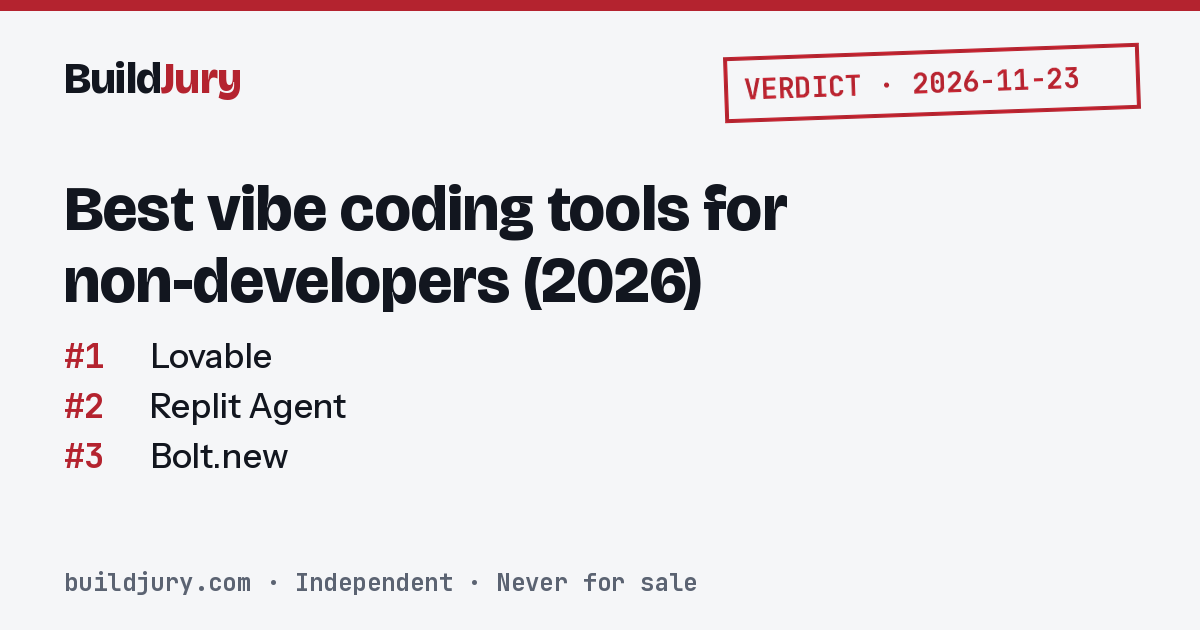 BuildJury
VERDICT · 2026-11-23
Best vibe coding tools for
non-developers (2026)
#1 Lovable
#2 Replit Agent
#3 Bolt.new
buildjury.com · Independent · Never for sale